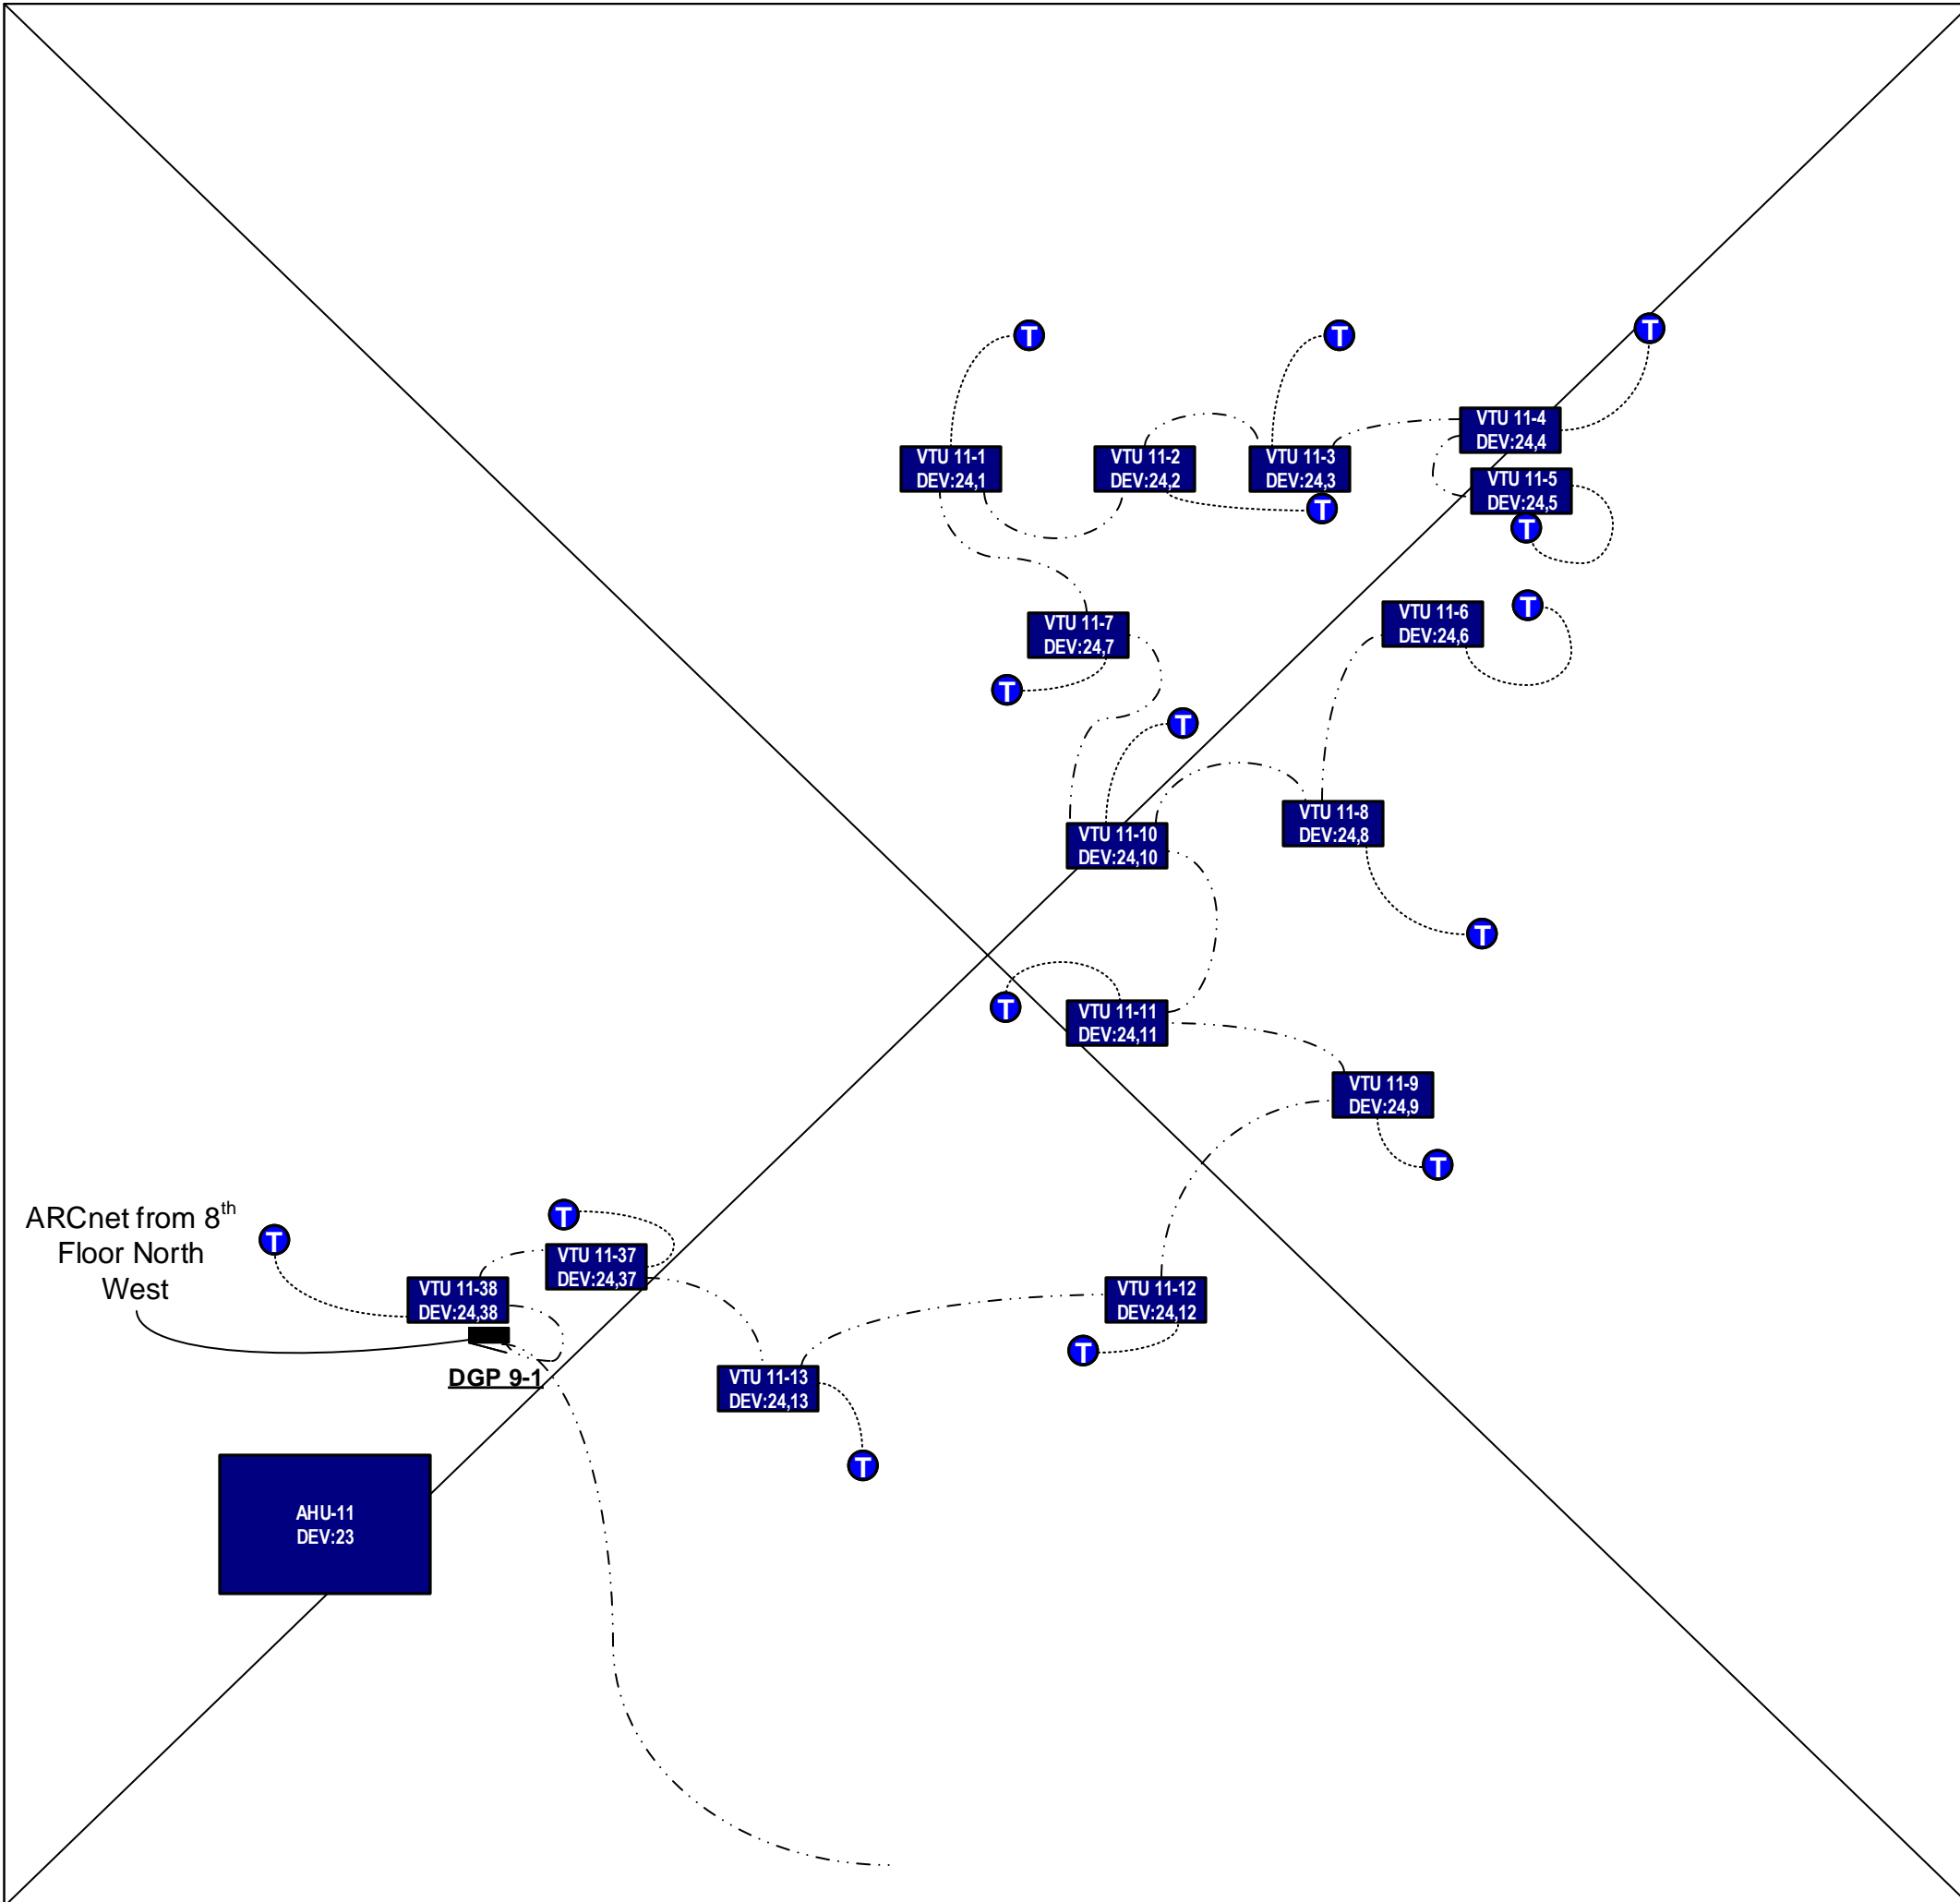 T
T
T
VTU 11-4
DEV:24,4
VTU 11-1
DEV:24,1
VTU 11-2
DEV:24,2
VTU 11-3
DEV:24,3
VTU 11-5
DEV:24,5
T
T
T
VTU 11-6
DEV:24,6
VTU 11-7
DEV:24,7
T
T
VTU 11-8
DEV:24,8
VTU 11-10
DEV:24,10
T
T
VTU 11-11
DEV:24,11
VTU 11-9
DEV:24,9
T
ARCnet from 8th
Floor North
West
T
T
VTU 11-37
DEV:24,37
VTU 11-38
DEV:24,38
VTU 11-12
DEV:24,12
T
DGP 9-1
VTU 11-13
DEV:24,13
T
AHU-11
DEV:23